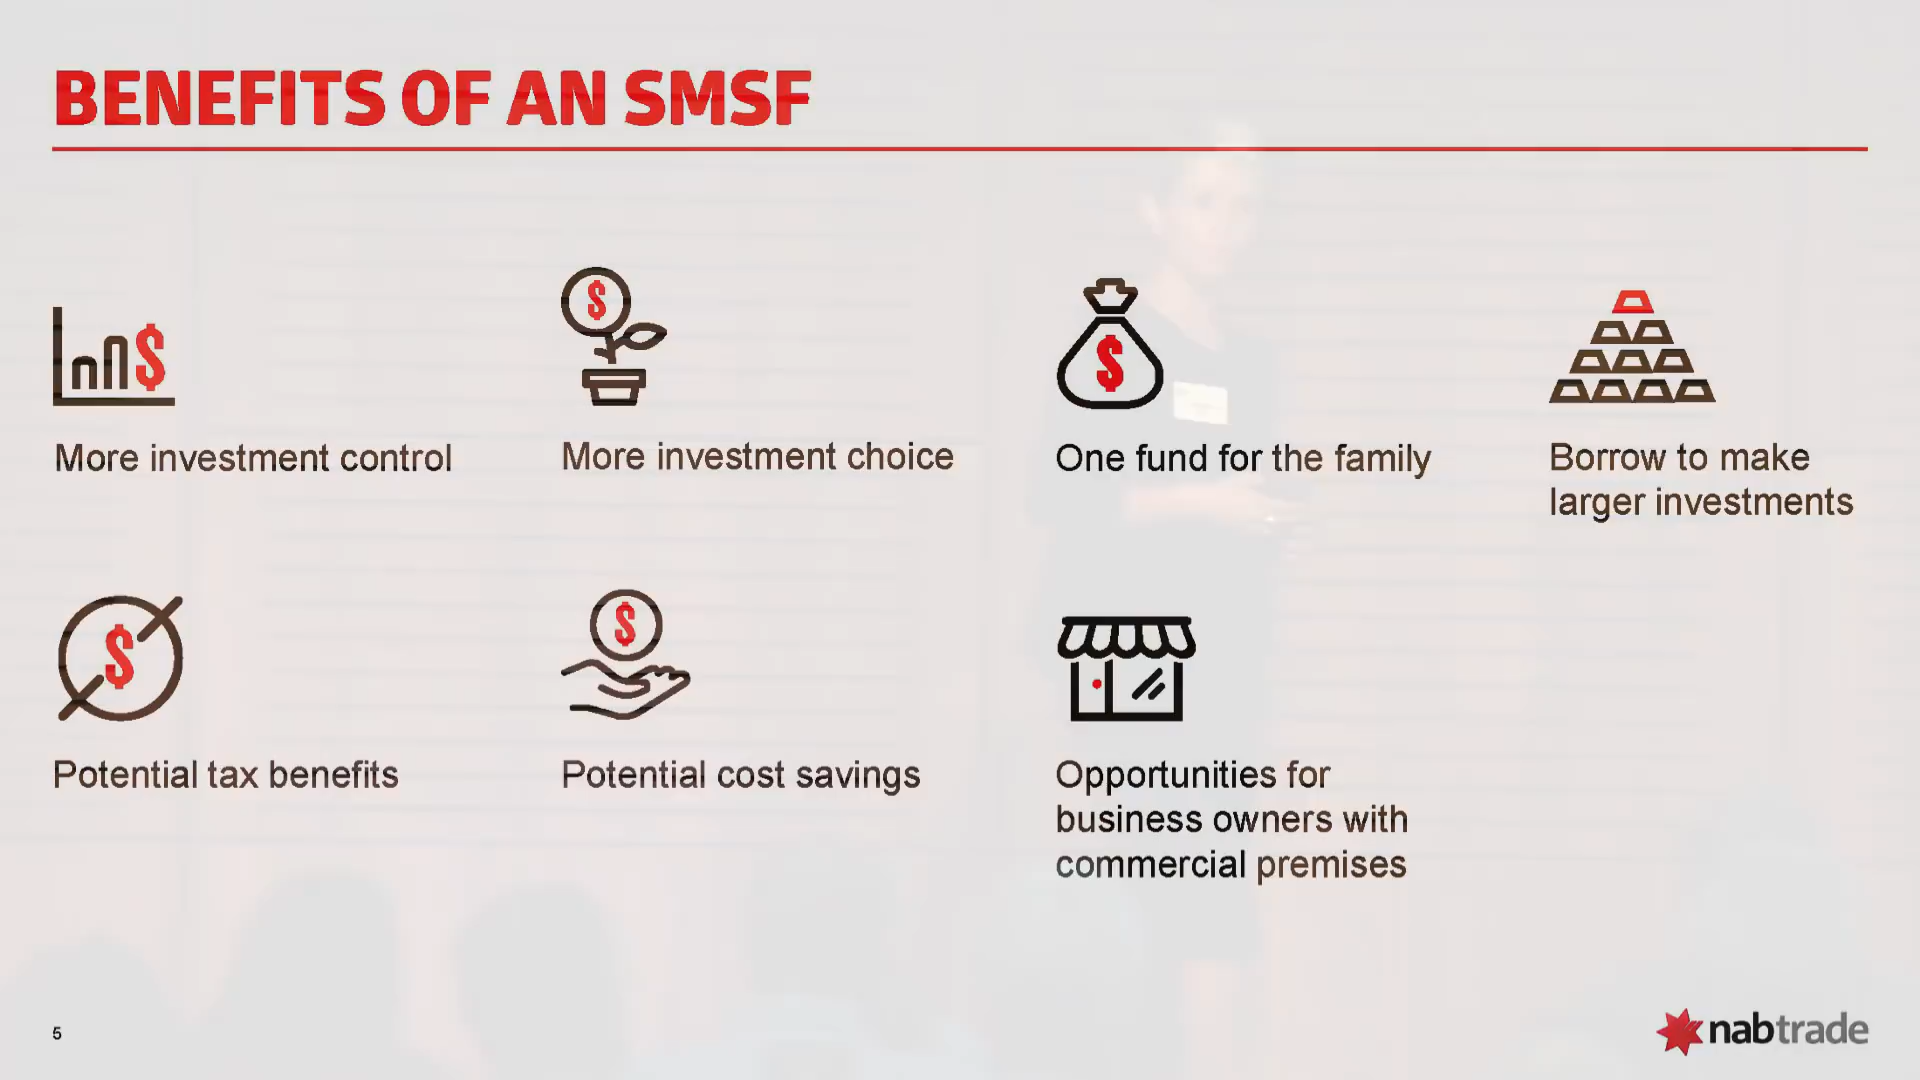 BENEFITS OF AN SMSF
More investment control
More investment choice
One fund for the family
Borrow to make
larger investments
Potential tax benefits
Potential cost savings
Opportunities for
business owners with
commercial premises
5
nabtrade